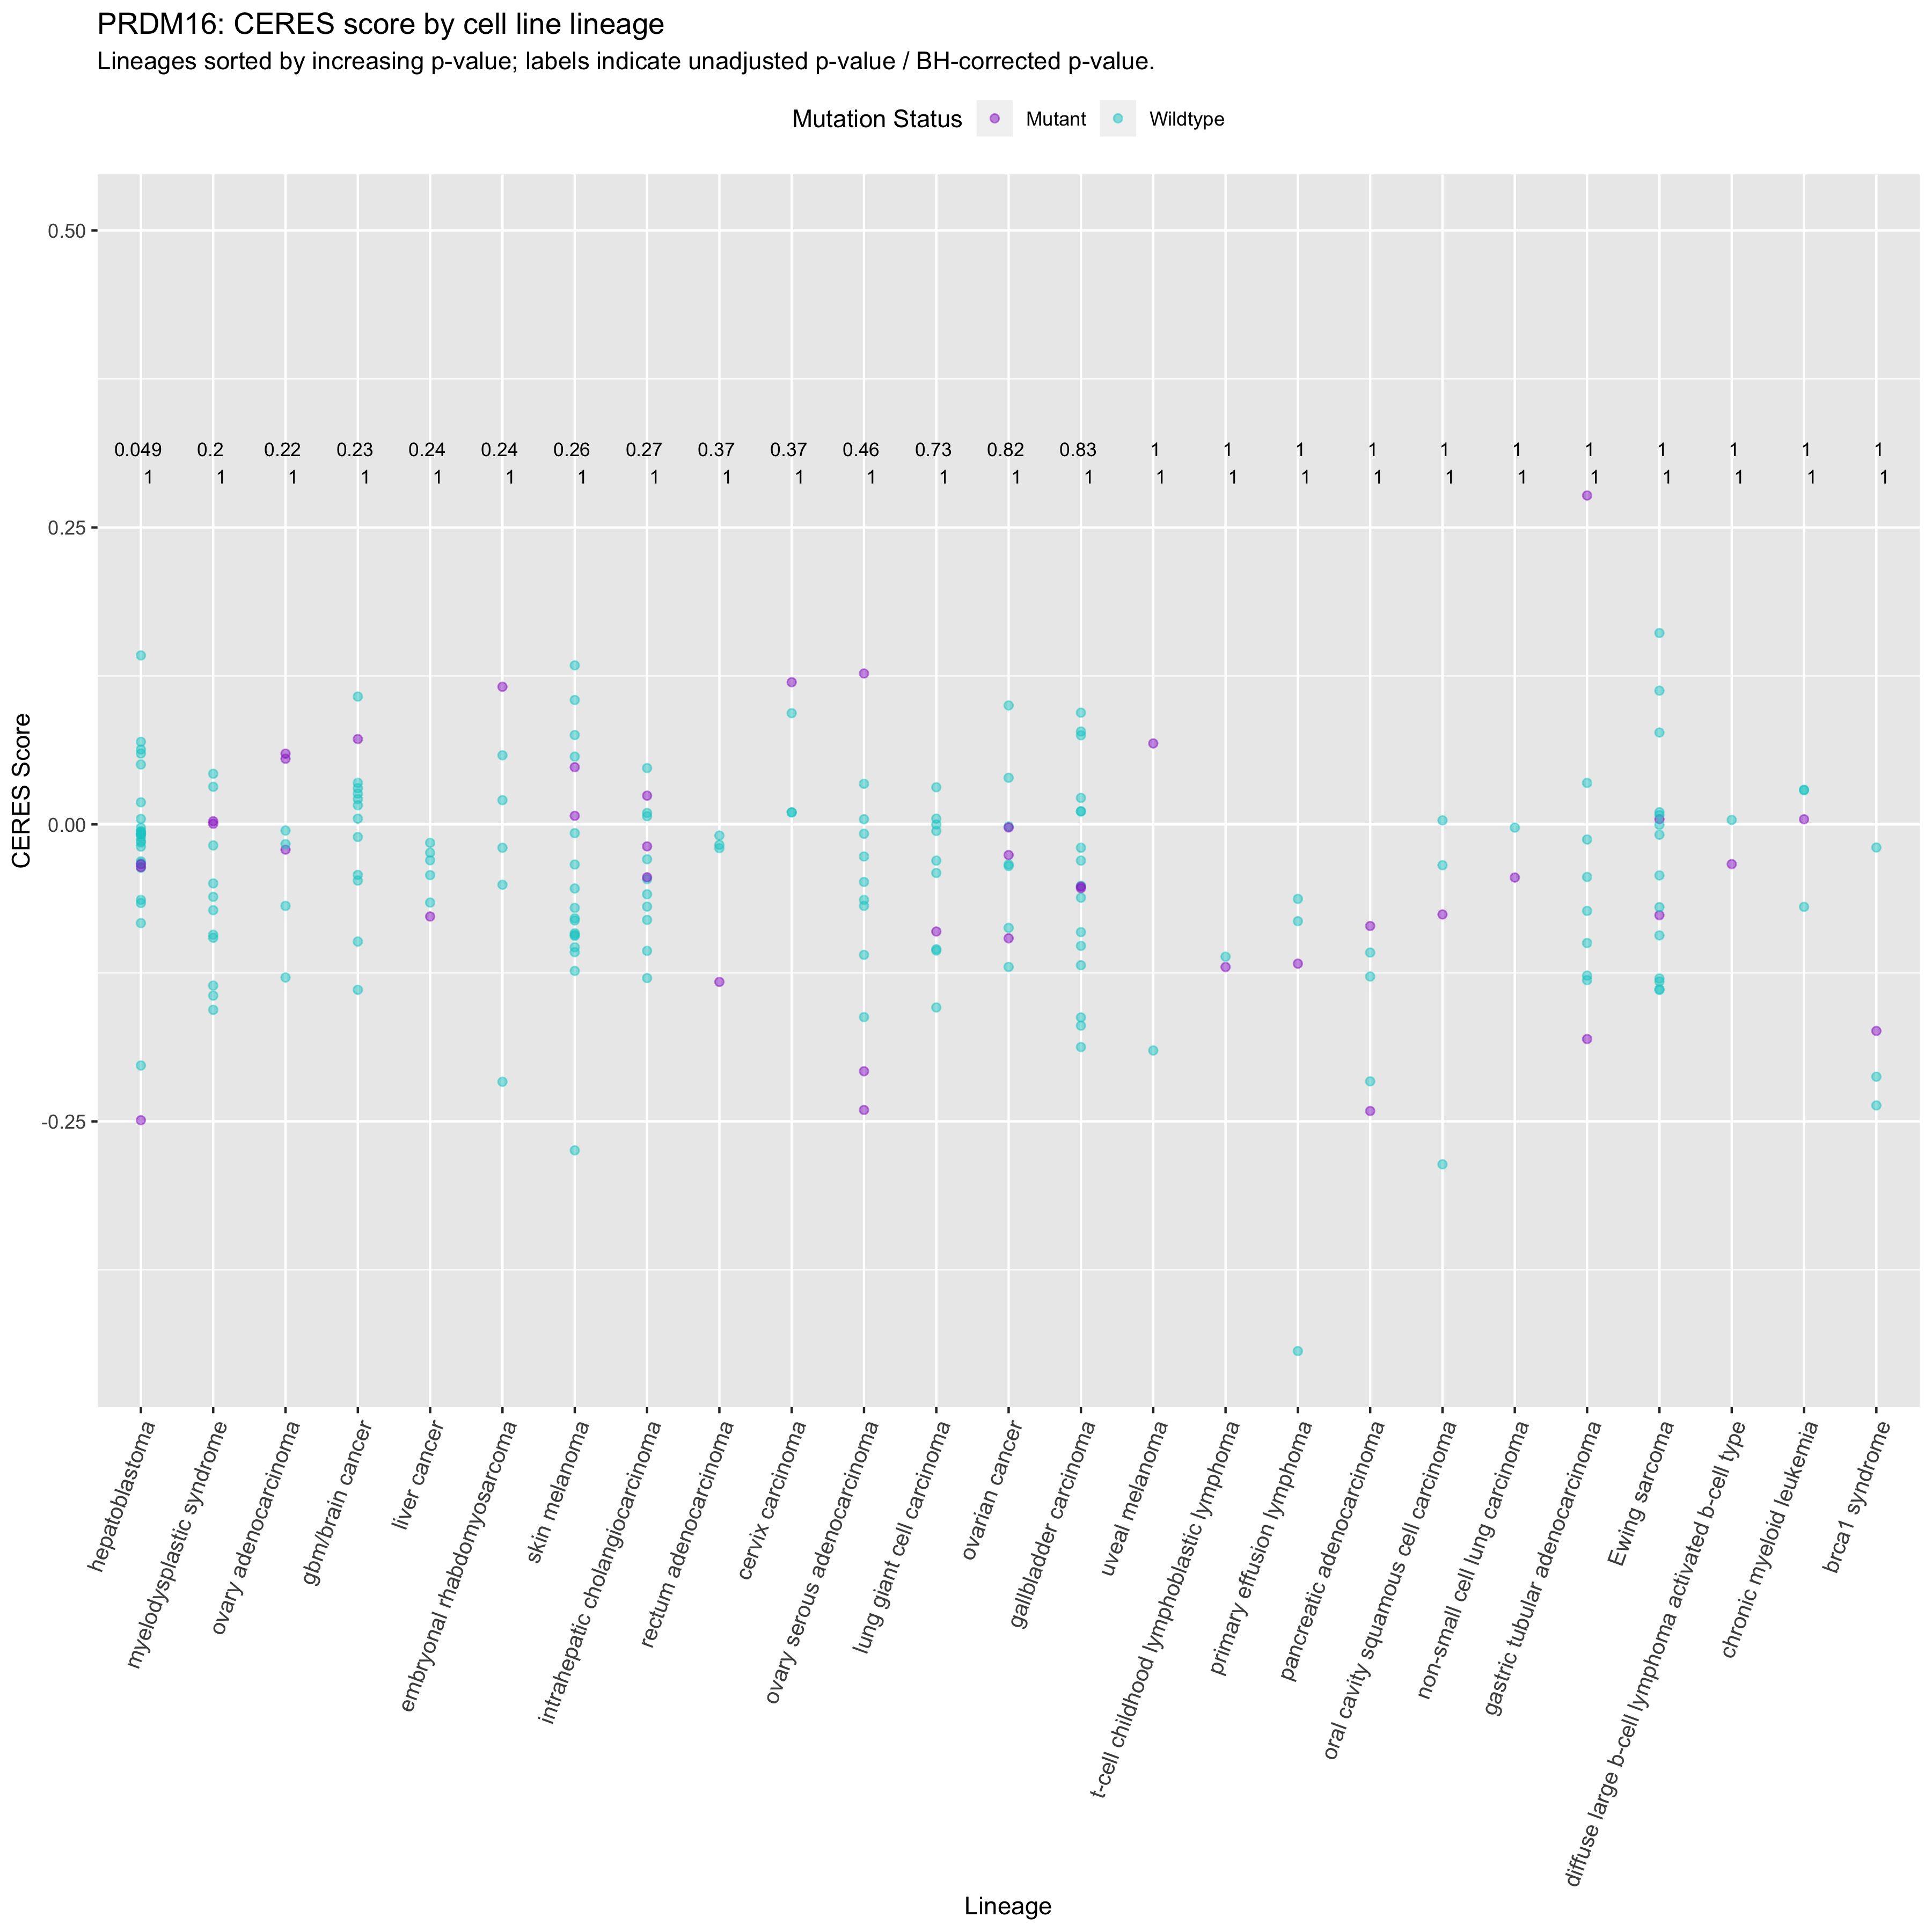 PRDM16: CERES score by cell line lineage
Lineages sorted by increasing p-value; labels indicate unadjusted p-value / BH-corrected p-value.
Mutation Status Mutant Wildtype
0.50
0.049 0.2 0.22 0.23 0.24 0.24 0.26 0.27 0.37 0.37 0.46 0.73 0.82 0.83 1 1 1 1 1 1 1 1 1 1 1
1 1 1 1 1 1 1 1 1 1 1 1 1 1 1 1 1 1 1 1 1 1 1 1 1
0.25
0.00
-0.25
CERES Score
hepatoblastoma
myelodysplastic syndrome
ovary adenocarcinoma
gbm/brain cancer
liver cancer
embryonal rhabdomyosarcoma
skin melanoma
intrahepatic cholangiocarcinoma
rectum adenocarcinoma
cervix carcinoma
ovary serous adenocarcinoma
lung giant cell carcinoma
ovarian cancer
gallbladder carcinoma
uveal melanoma
t-cell childhood lymphoblastic lymphoma
primary effusion lymphoma
pancreatic adenocarcinoma
oral cavity squamous cell carcinoma
non-small cell lung carcinoma
gastric tubular adenocarcinoma
Ewing sarcoma
diffuse large b-cell lymphoma activated b-cell type
chronic myeloid leukemia
brca1 syndrome
Lineage